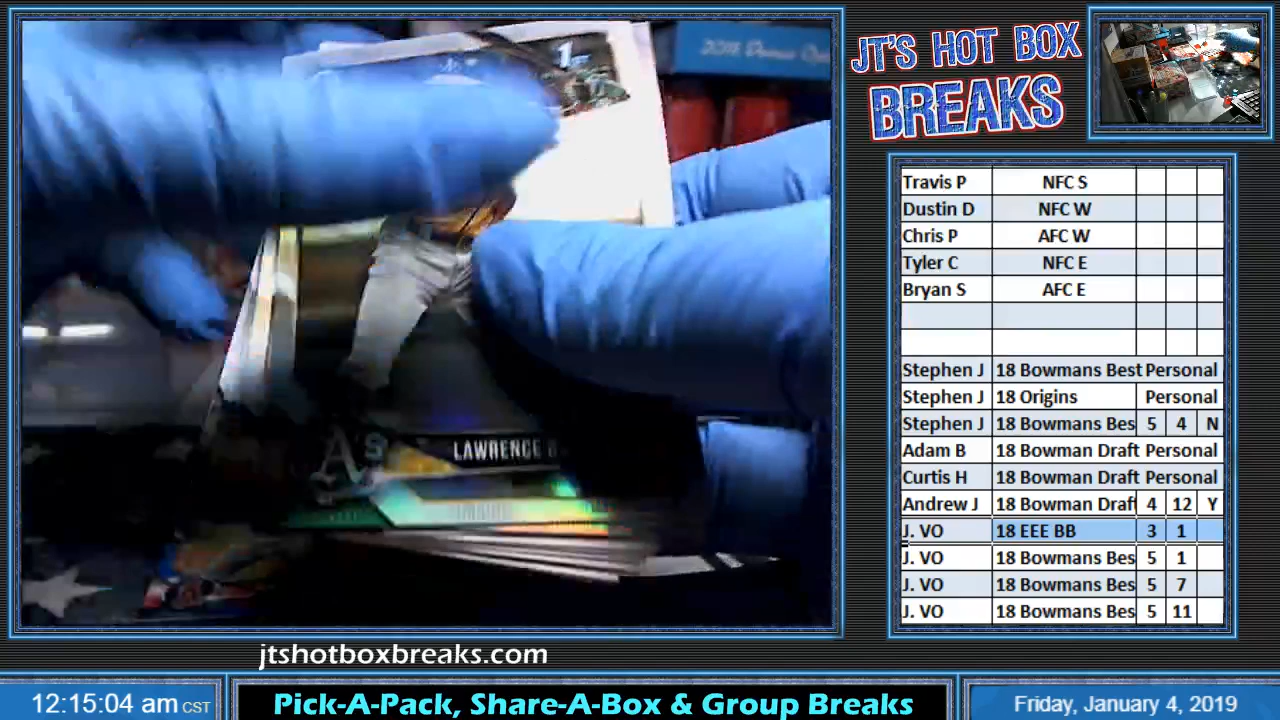 2018 Donruss
1st
LAWRENCE B
A's
JT'S HOT BOX
BREAKS
Travis P NFC S
Dustin D NFC W
Chris P AFC W
Tyler C NFC E
Bryan S AFC E
Stephen J 18 Bowmans Best Personal
Stephen J 18 Origins Personal
Stephen J 18 Bowmans Bes 5 4 N
Adam B 18 Bowman Draft Personal
Curtis H 18 Bowman Draft Personal
Andrew J 18 Bowman Draf 4 12 Y
J. VO 18 EEE BB 3 1
J. VO 18 Bowmans Bes 5 1
J. VO 18 Bowmans Bes 5 7
J. VO 18 Bowmans Bes 5 11
jtshotboxbreaks.com
12:15:04 am CST
Pick-A-Pack, Share-A-Box & Group Breaks
Friday, January 4, 2019